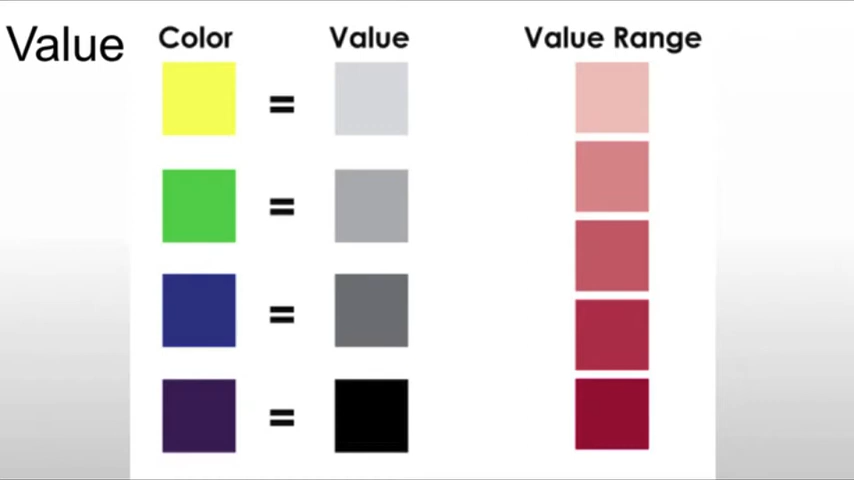 Value
Color Value Value Range
=
=
=
=